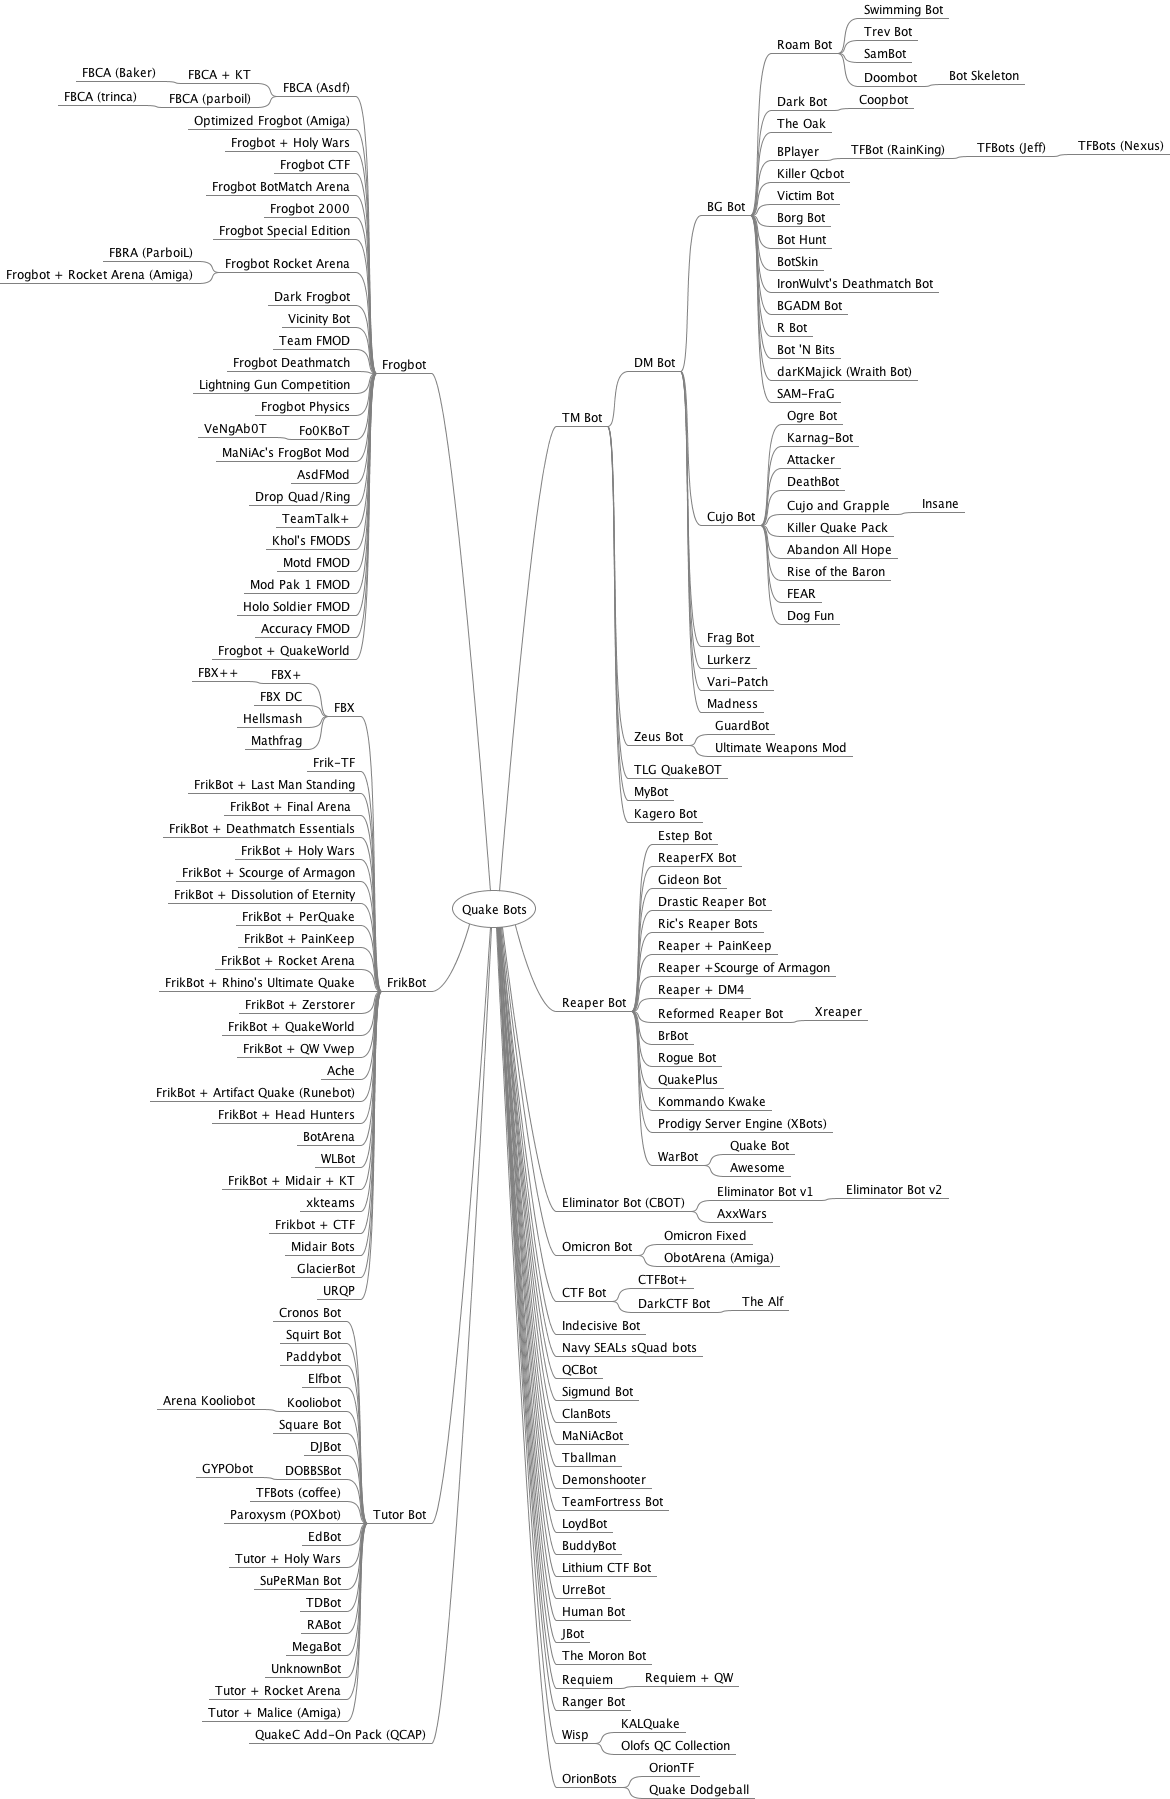 Quake Bots
Frogbot
FBCA (Asdf)
FBCA + KT
FBCA (Baker)
FBCA (parboil)
FBCA (trinca)
Optimized Frogbot (Amiga)
Frogbot + Holy Wars
Frogbot CTF
Frogbot BotMatch Arena
Frogbot 2000
Frogbot Special Edition
Frogbot Rocket Arena
FBRA (ParboiL)
Frogbot + Rocket Arena (Amiga)
Dark Frogbot
Vicinity Bot
Team FMOD
Frogbot Deathmatch
Lightning Gun Competition
Frogbot Physics
Fo0KBoT
VeNgAb0T
MaNiAc's FrogBot Mod
AsdFMod
Drop Quad/Ring
TeamTalk+
Khol's FMODS
Motd FMOD
Mod Pak 1 FMOD
Holo Soldier FMOD
Accuracy FMOD
Frogbot + QuakeWorld
FrikBot
FBX
FBX+
FBX++
FBX DC
Hellsmash
Mathfrag
Frik-TF
FrikBot + Last Man Standing
FrikBot + Final Arena
FrikBot + Deathmatch Essentials
FrikBot + Holy Wars
FrikBot + Scourge of Armagon
FrikBot + Dissolution of Eternity
FrikBot + PerQuake
FrikBot + PainKeep
FrikBot + Rocket Arena
FrikBot + Rhino's Ultimate Quake
FrikBot + Zerstorer
FrikBot + QuakeWorld
FrikBot + QW Vwep
Ache
FrikBot + Artifact Quake (Runebot)
FrikBot + Head Hunters
BotArena
WLBot
FrikBot + Midair + KT
xkteams
Frikbot + CTF
Midair Bots
GlacierBot
URQP
Tutor Bot
Cronos Bot
Squirt Bot
Paddybot
Elfbot
Kooliobot
Arena Kooliobot
Square Bot
DJBot
DOBBSBot
GYPObot
TFBots (coffee)
Paroxysm (POXbot)
EdBot
Tutor + Holy Wars
SuPeRMan Bot
TDBot
RABot
MegaBot
UnknownBot
Tutor + Rocket Arena
Tutor + Malice (Amiga)
QuakeC Add-On Pack (QCAP)
TM Bot
DM Bot
BG Bot
Roam Bot
Swimming Bot
Trev Bot
SamBot
Doombot
Bot Skeleton
Dark Bot
Coopbot
The Oak
BPlayer
TFBot (RainKing)
TFBots (Jeff)
TFBots (Nexus)
Killer Qcbot
Victim Bot
Borg Bot
Bot Hunt
BotSkin
IronWulvt's Deathmatch Bot
BGADM Bot
R Bot
Bot 'N Bits
darKMajick (Wraith Bot)
SAM-FraG
Cujo Bot
Ogre Bot
Karnag-Bot
Attacker
DeathBot
Cujo and Grapple
Insane
Killer Quake Pack
Abandon All Hope
Rise of the Baron
FEAR
Dog Fun
Frag Bot
Lurkerz
Vari-Patch
Madness
Zeus Bot
GuardBot
Ultimate Weapons Mod
TLG QuakeBOT
MyBot
Kagero Bot
Reaper Bot
Estep Bot
ReaperFX Bot
Gideon Bot
Drastic Reaper Bot
Ric's Reaper Bots
Reaper + PainKeep
Reaper +Scourge of Armagon
Reaper + DM4
Reformed Reaper Bot
Xreaper
BrBot
Rogue Bot
QuakePlus
Kommando Kwake
Prodigy Server Engine (XBots)
WarBot
Quake Bot
Awesome
Eliminator Bot (CBOT)
Eliminator Bot v1
Eliminator Bot v2
AxxWars
Omicron Bot
Omicron Fixed
ObotArena (Amiga)
CTF Bot
CTFBot+
DarkCTF Bot
The Alf
Indecisive Bot
Navy SEALs sQuad bots
QCBot
Sigmund Bot
ClanBots
MaNiAcBot
Tballman
Demonshooter
TeamFortress Bot
LoydBot
BuddyBot
Lithium CTF Bot
UrreBot
Human Bot
JBot
The Moron Bot
Requiem
Requiem + QW
Ranger Bot
Wisp
KALQuake
Olofs QC Collection
OrionBots
OrionTF
Quake Dodgeball